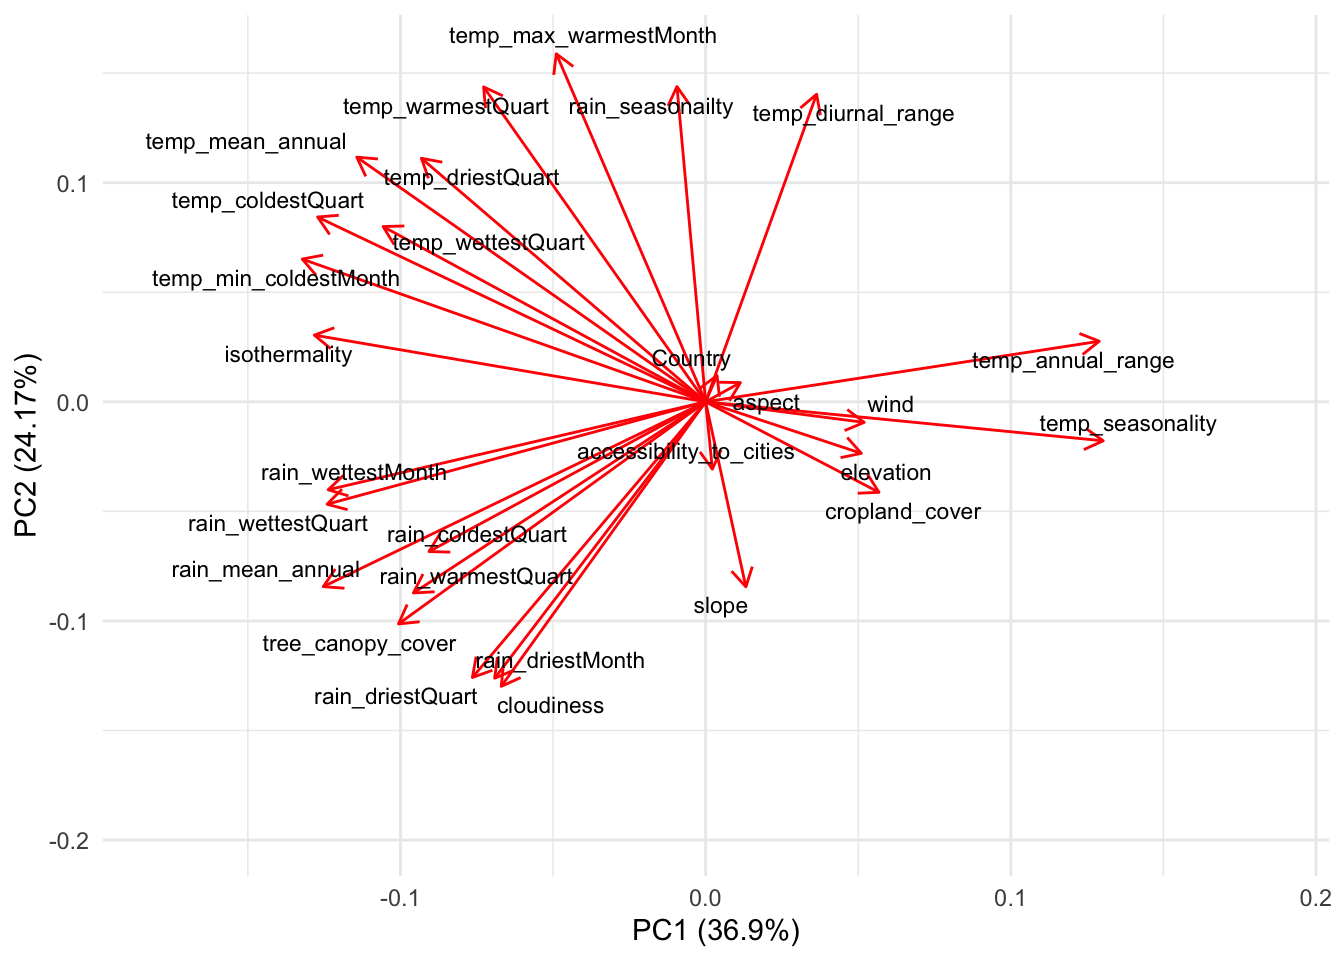 temp_max_warmestMonth
temp_warmestQuart
rain_seasonailty
temp_diurnal_range
temp_mean_annual
temp_driestQuart
0.1
temp_coldestQuart
temp_wettestQuart
temp_min_coldestMonth
isothermality
Country
temp_annual_range
0.0
aspect
wind
temp_seasonality
accessibility_to_cities
rain_wettestMonth
elevation
cropland_cover
rain_wettestQuart
rain_coldestQuart
rain_mean_annual
rain_warmestQuart
slope
-0.1
tree_canopy_cover
rain_driestMonth
rain_driestQuart
cloudiness
-0.2
PC2 (24.17%)
-0.1
0.0
0.1
0.2
PC1 (36.9%)